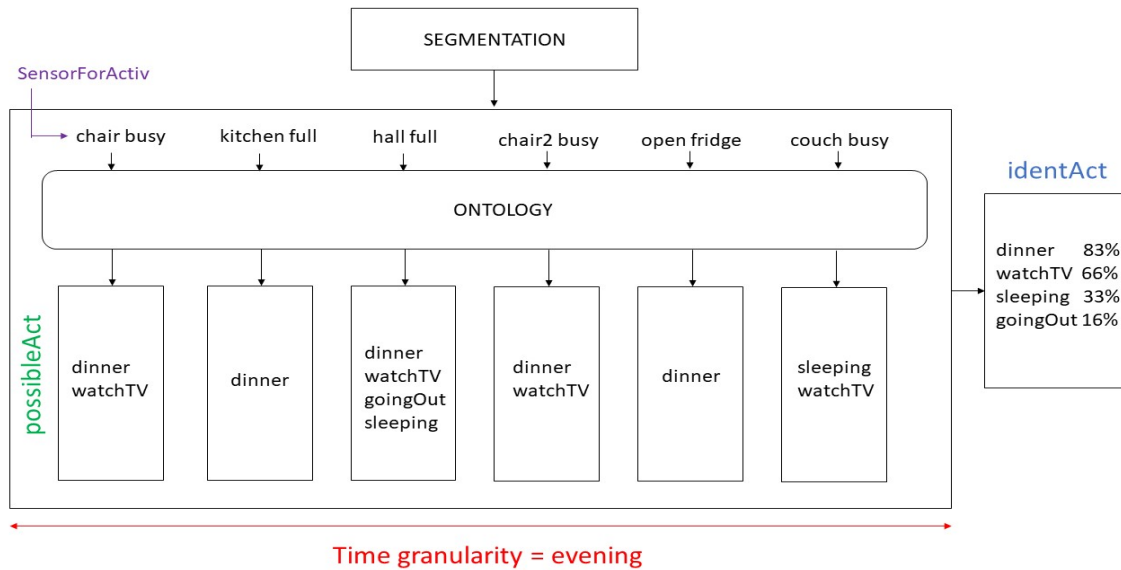 SEGMENTATION
SensorForActiv
chair busy
kitchen full
hall full
chair2 busy
open fridge
couch busy
ONTOLOGY
identAct
dinner 83%
watchTV 66%
sleeping 33%
goingOut 16%
possibleAct
dinner
watchTV
dinner
dinner
watchTV
goingOut
sleeping
dinner
watchTV
dinner
sleeping
watchTV
Time granularity = evening